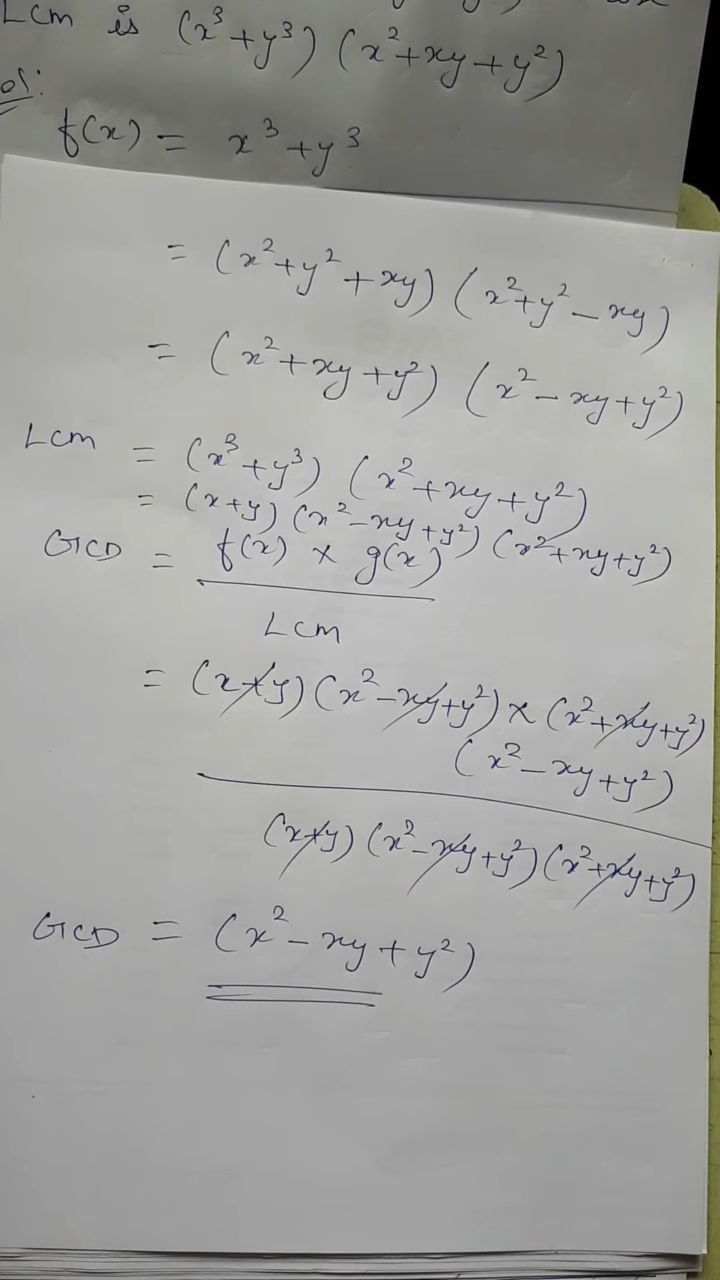 Lcm is (x³+y³) (x²+xy+y²)
f(x) = x³+y³
= (x²+y²+xy) (x²+y²-xy)
= (x²+xy+y²) (x²-xy+y²)
Lcm = (x³+y³) (x²+xy+y²)
= (x+y) (x²-xy+y²) (x²+xy+y²)
GCD = f(x) × g(x)
Lcm
= (x+y) (x²-xy+y²) × (x²+xy+y²)
(x²-xy+y²)
(x+y) (x²-xy+y²) (x²+xy+y²)
GCD = (x²-xy+y²)